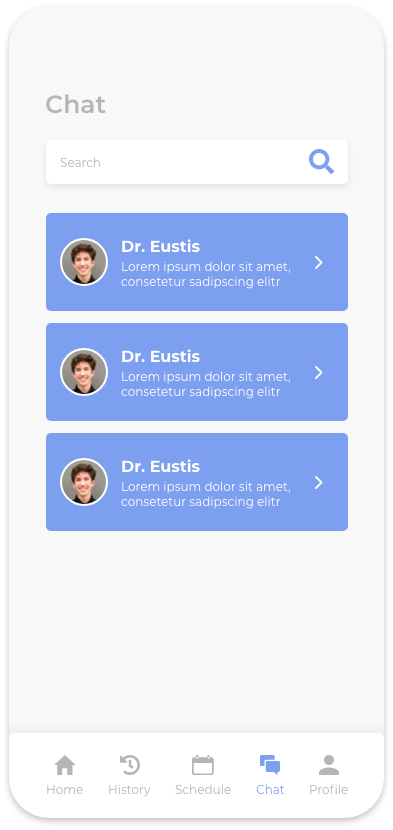 Chat
Search
Dr. Eustis
Lorem ipsum dolor sit amet,
consetetur sadipscing elitr
Dr. Eustis
Lorem ipsum dolor sit amet,
consetetur sadipscing elitr
Dr. Eustis
Lorem ipsum dolor sit amet,
consetetur sadipscing elitr
Home
History
Schedule
Chat
Profile